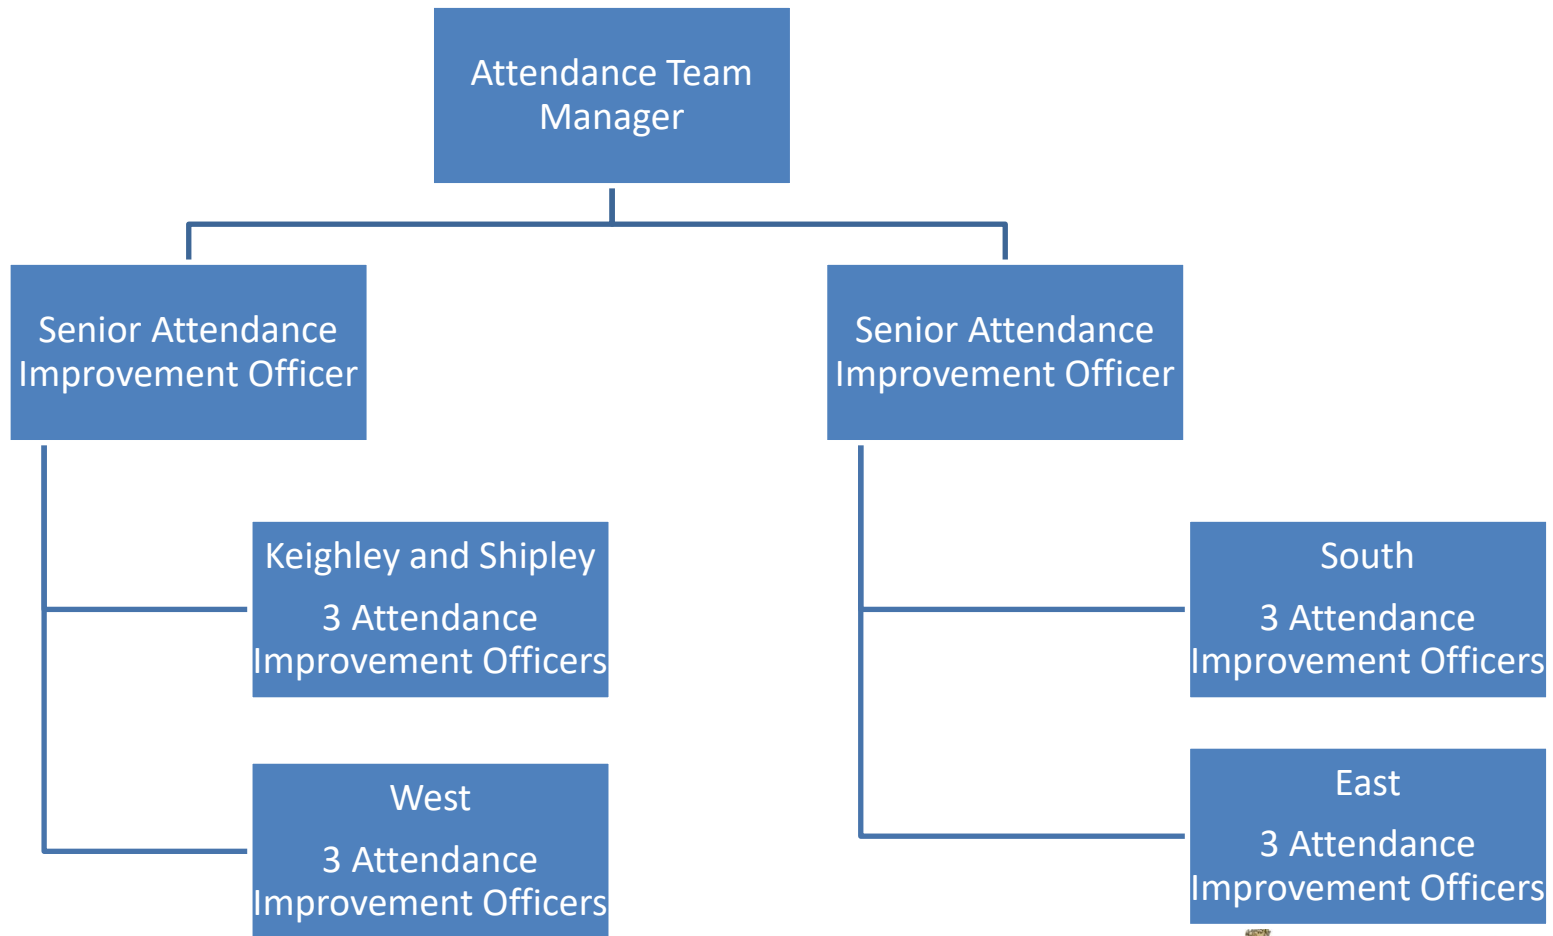 Attendance Team
Manager
Senior Attendance
Improvement Officer
Senior Attendance
Improvement Officer
Keighley and Shipley
3 Attendance
Improvement Officers
West
3 Attendance
Improvement Officers
South
3 Attendance
Improvement Officers
East
3 Attendance
Improvement Officers